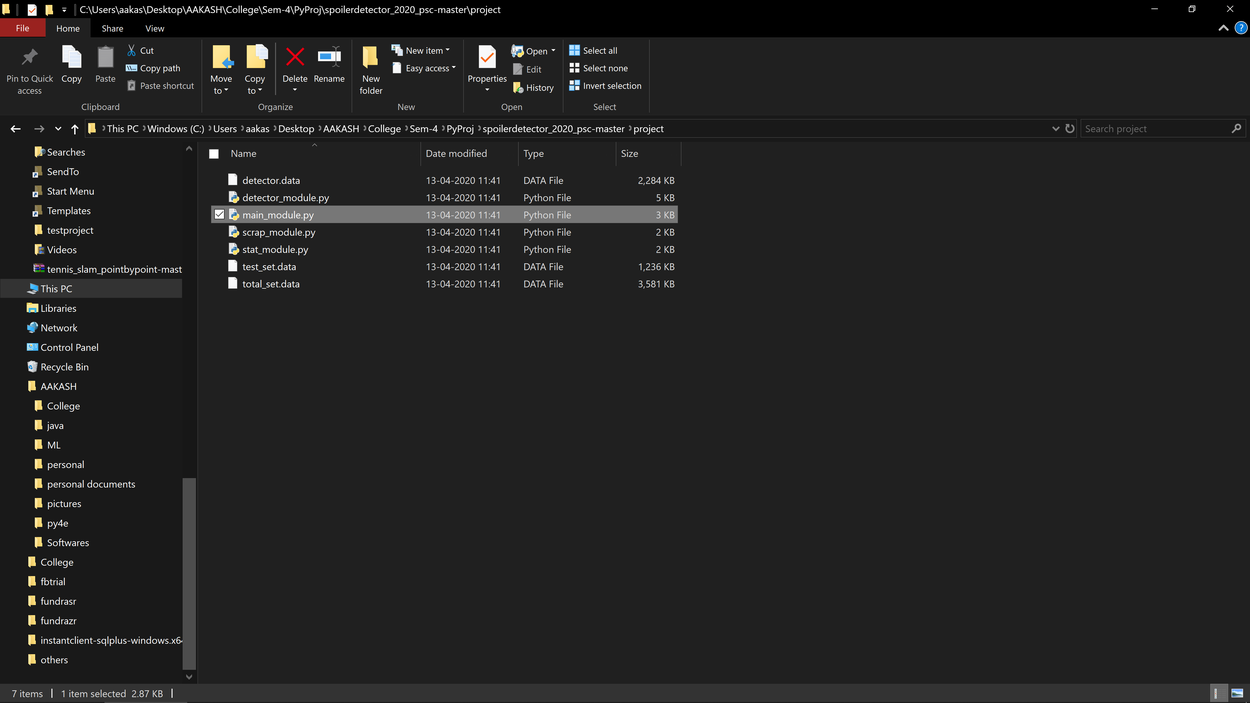 C:\Users\aakas\Desktop\AAKASH\College\Sem-4\PyProj\spoilerdetector_2020_psc-master\project
File Home Share View
Pin to Quick access
Copy
Paste
Cut
Copy path
Paste shortcut
Clipboard
Move to
Copy to
Delete
Rename
Organize
New folder
New item
Easy access
New
Properties
Open
Edit
History
Open
Select all
Select none
Invert selection
Select
This PC Windows (C:) Users aakas Desktop AAKASH College Sem-4 PyProj spoilerdetector_2020_psc-master project
Search project
Searches
SendTo
Start Menu
Templates
testproject
Videos
tennis_slam_pointbypoint-mast
This PC
Libraries
Network
Control Panel
Recycle Bin
AAKASH
College
java
ML
personal
personal documents
pictures
py4e
Softwares
College
fbtrial
fundrasr
fundrazr
instantclient-sqlplus-windows.x64
others
Name Date modified Type Size
detector.data 13-04-2020 11:41 DATA File 2,284 KB
detector_module.py 13-04-2020 11:41 Python File 5 KB
main_module.py 13-04-2020 11:41 Python File 3 KB
scrap_module.py 13-04-2020 11:41 Python File 2 KB
stat_module.py 13-04-2020 11:41 Python File 2 KB
test_set.data 13-04-2020 11:41 DATA File 1,236 KB
total_set.data 13-04-2020 11:41 DATA File 3,581 KB
7 items 1 item selected 2.87 KB